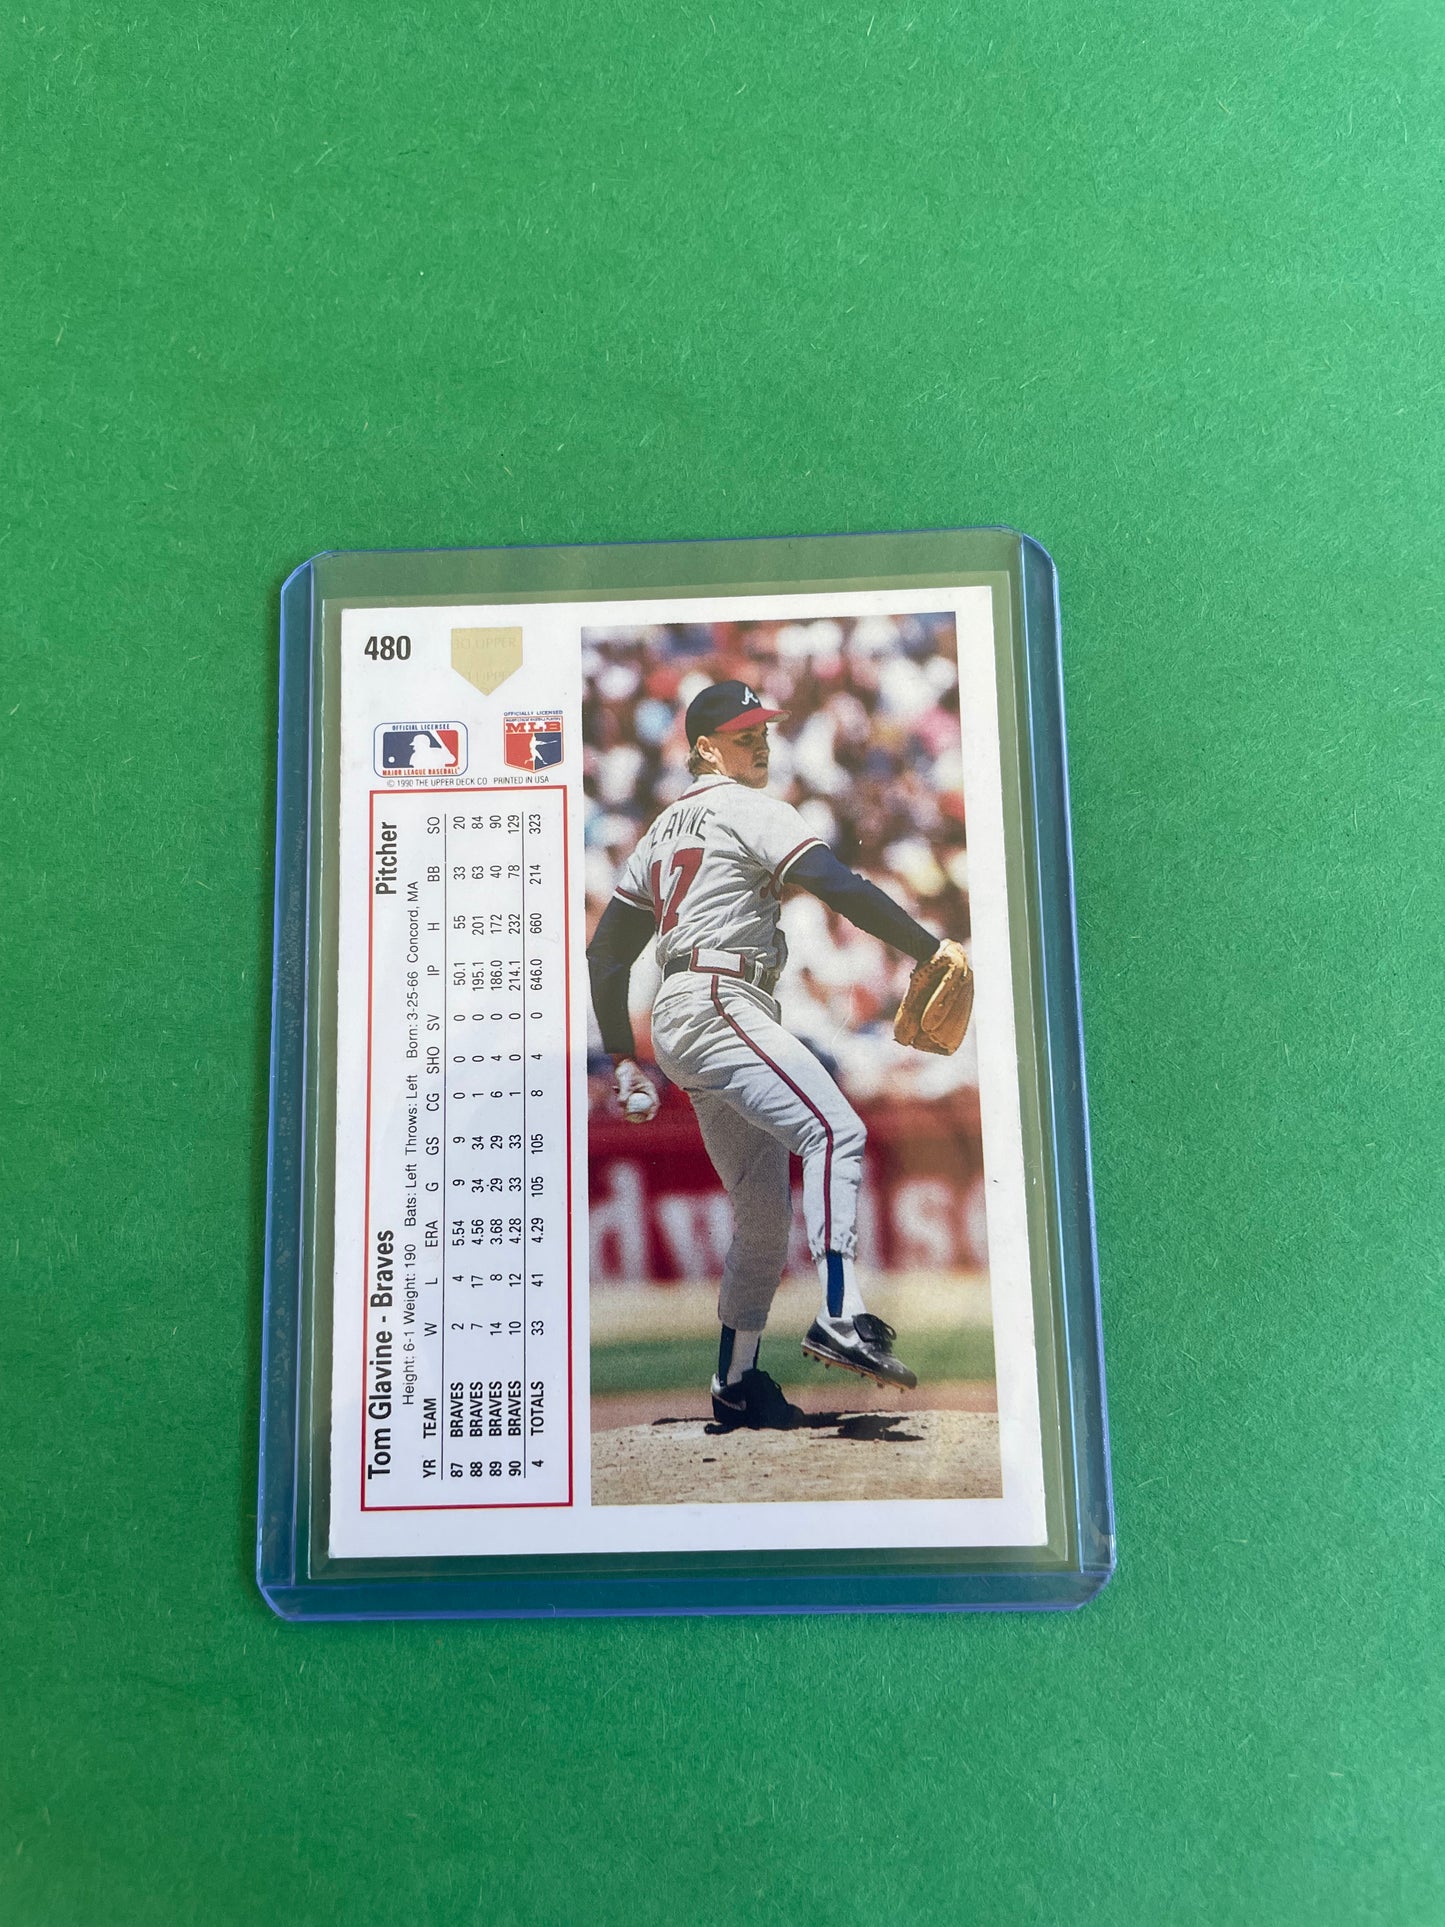 480
OFFICIAL LICENSEE
MAJOR LEAGUE BASEBALL
OFFICIALLY LICENSED
MLB
© 1990 THE UPPER DECK CO. PRINTED IN USA
Tom Glavine - Braves Pitcher
Height: 6-1 Weight: 190 Bats: Left Throws: Left Born: 3-25-66 Concord, MA
YR TEAM W L ERA G GS CG SHO SV IP H BB SO
87 BRAVES 2 4 5.54 9 9 0 0 0 50.1 55 33 20
88 BRAVES 7 17 4.56 34 34 1 0 0 195.1 201 63 84
89 BRAVES 14 8 3.68 29 29 6 4 0 186.0 172 40 90
90 BRAVES 10 12 4.28 33 33 1 0 0 214.1 232 78 129
4 TOTALS 33 41 4.29 105 105 8 4 0 646.0 660 214 323
A
LAVINE
47
UPPER